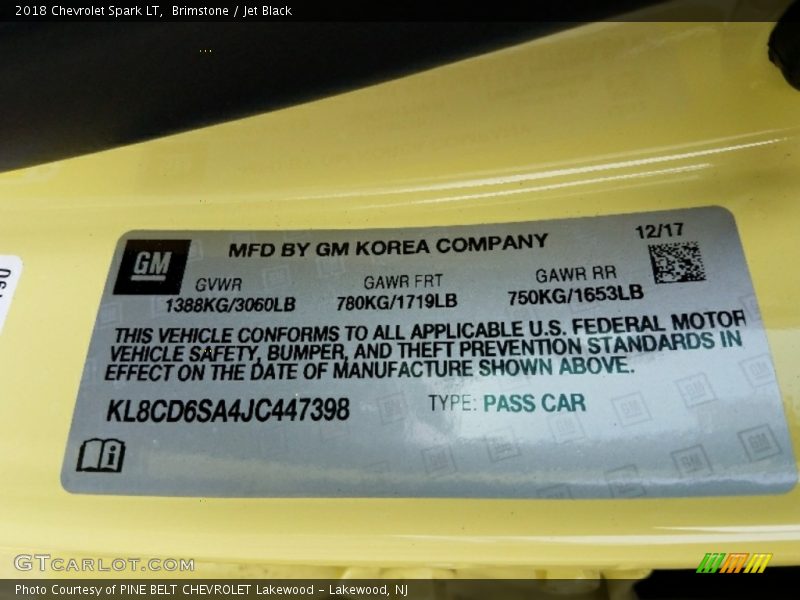 2018 Chevrolet Spark LT,  Brimstone / Jet Black
GM
MFD BY GM KOREA COMPANY
12/17
GVWR
GAWR FRT
GAWR RR
1388KG/3060LB
780KG/1719LB
750KG/1653LB
THIS VEHICLE CONFORMS TO ALL APPLICABLE U.S. FEDERAL MOTOR
VEHICLE SAFETY, BUMPER, AND THEFT PREVENTION STANDARDS IN
EFFECT ON THE DATE OF MANUFACTURE SHOWN ABOVE.
KL8CD6SA4JC447398
TYPE: PASS CAR
GTCARLOT.COM
Photo Courtesy of PINE BELT CHEVROLET Lakewood - Lakewood, NJ